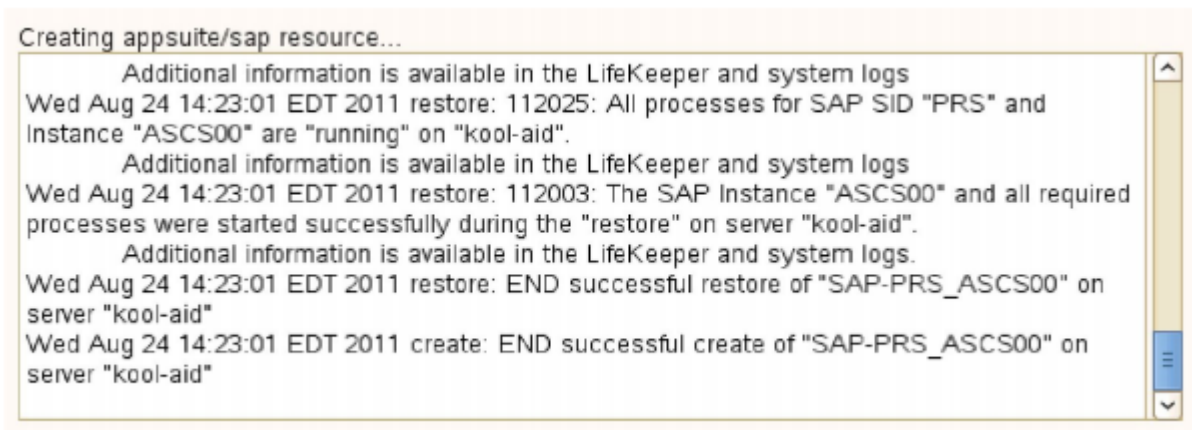 Creating appsuite/sap resource...
Additional information is available in the LifeKeeper and system logs
Wed Aug 24 14:23:01 EDT 2011 restore: 112025: All processes for SAP SID "PRS" and
Instance "ASCS00" are "running" on "kool-aid".
Additional information is available in the LifeKeeper and system logs
Wed Aug 24 14:23:01 EDT 2011 restore: 112003: The SAP Instance "ASCS00" and all required
processes were started successfully during the "restore" on server "kool-aid".
Additional information is available in the LifeKeeper and system logs.
Wed Aug 24 14:23:01 EDT 2011 restore: END successful restore of "SAP-PRS_ASCS00" on
server "kool-aid"
Wed Aug 24 14:23:01 EDT 2011 create: END successful create of "SAP-PRS_ASCS00" on
server "kool-aid"